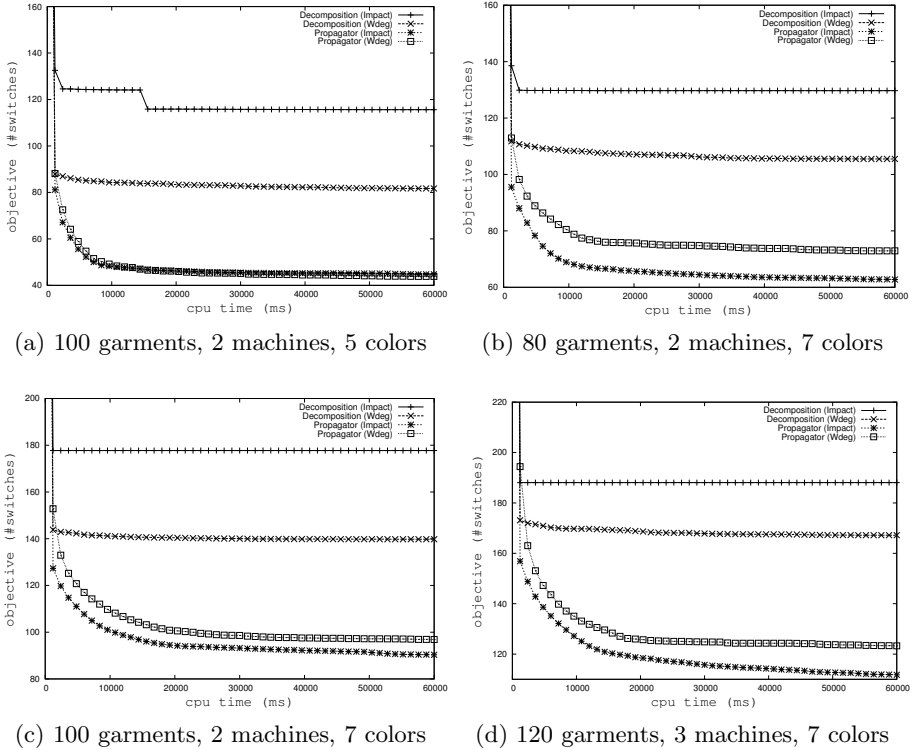 160
140
120
100
80
60
40
0
10000
20000
30000
40000
50000
60000
objective (#switches)
cpu time (ms)
Decomposition (Impact)
Decomposition (Wdeg)
Propagator (Impact)
Propagator (Wdeg)
(a) 100 garments, 2 machines, 5 colors
160
140
120
100
80
60
0
10000
20000
30000
40000
50000
60000
objective (#switches)
cpu time (ms)
Decomposition (Impact)
Decomposition (Wdeg)
Propagator (Impact)
Propagator (Wdeg)
(b) 80 garments, 2 machines, 7 colors
200
180
160
140
120
100
80
0
10000
20000
30000
40000
50000
60000
objective (#switches)
cpu time (ms)
Decomposition (Impact)
Decomposition (Wdeg)
Propagator (Impact)
Propagator (Wdeg)
(c) 100 garments, 2 machines, 7 colors
220
200
180
160
140
120
0
10000
20000
30000
40000
50000
60000
objective (#switches)
cpu time (ms)
Decomposition (Impact)
Decomposition (Wdeg)
Propagator (Impact)
Propagator (Wdeg)
(d) 120 garments, 3 machines, 7 colors